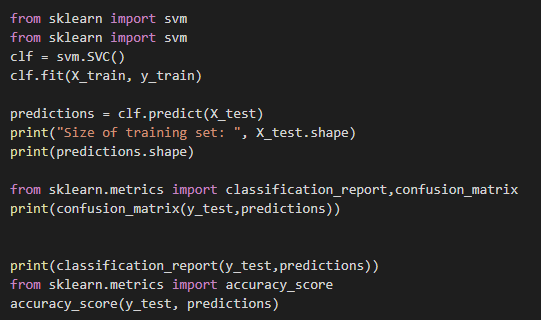 from sklearn import svm
from sklearn import svm
clf = svm.SVC()
clf.fit(X_train, y_train)
predictions = clf.predict(X_test)
print("Size of training set: ", X_test.shape)
print(predictions.shape)
from sklearn.metrics import classification_report,confusion_matrix
print(confusion_matrix(y_test,predictions))
print(classification_report(y_test,predictions))
from sklearn.metrics import accuracy_score
accuracy_score(y_test, predictions)